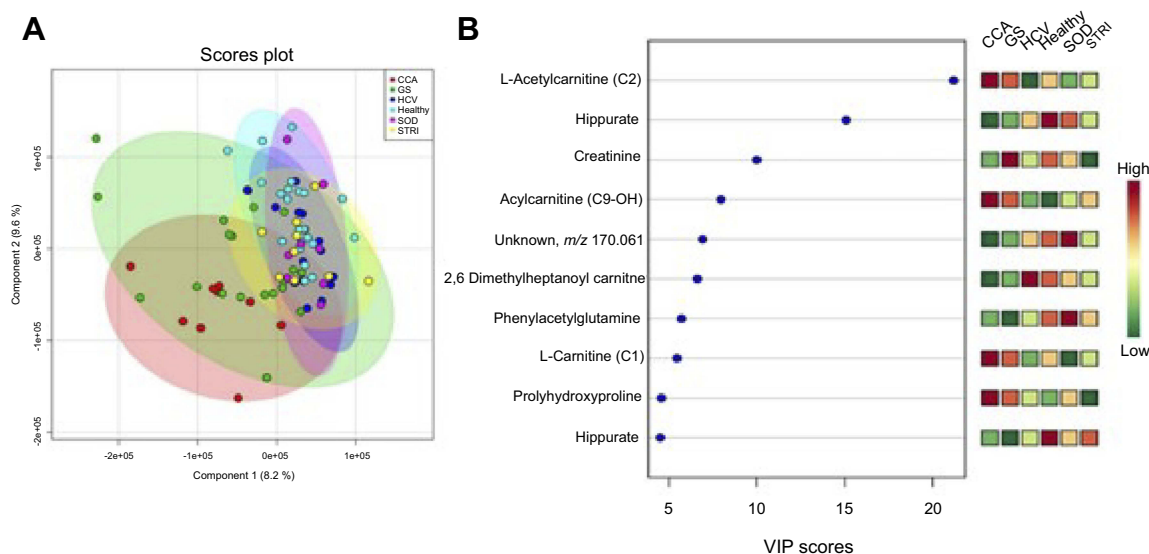 A
Scores plot
CCA
GS
HCV
Healthy
SOD
STRI
1e+05
0e+05
-1e+05
-2e+05
Component 2 (9.6 %)
-2e+05
-1e+05
0e+05
1e+05
Component 1 (8.2 %)
B
CCA
GS
HCV
Healthy
SOD
STRI
L-Acetylcarnitine (C2)
Hippurate
Creatinine
Acylcarnitine (C9-OH)
Unknown, m/z 170.061
2,6 Dimethylheptanoyl carnitne
Phenylacetylglutamine
L-Carnitine (C1)
Prolyhydroxyproline
Hippurate
5
10
15
20
VIP scores
High
Low